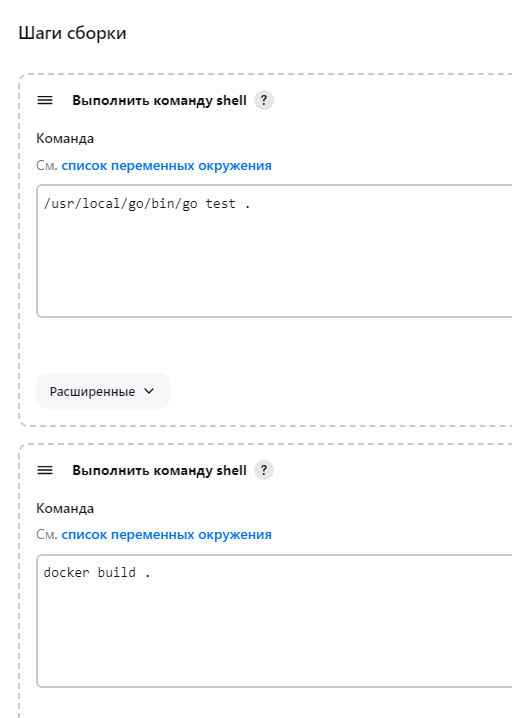 Шаги сборки
Выполнить команду shell ?
Команда
См. список переменных окружения
/usr/local/go/bin/go test .
Расширенные
Выполнить команду shell ?
Команда
См. список переменных окружения
docker build .